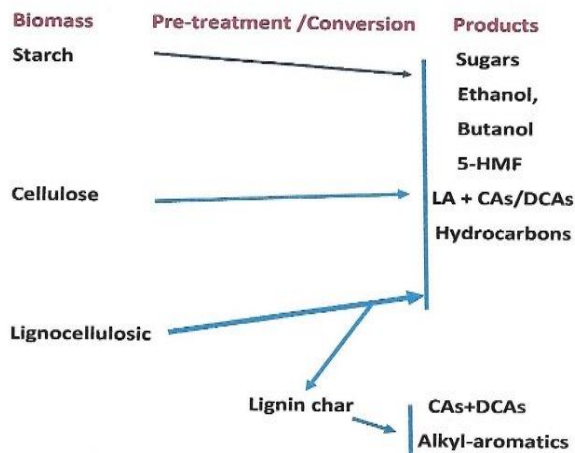 Biomass Pre-treatment /Conversion Products
Starch
Sugars
Ethanol,
Butanol
5-HMF
Cellulose
LA + CAs/DCAs
Hydrocarbons
Lignocellulosic
Lignin char
CAs+DCAs
Alkyl-aromatics